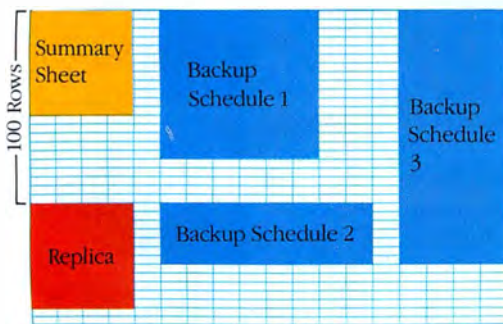 100 Rows
Summary
Sheet
Backup
Schedule 1
Backup
Schedule
3
Replica
Backup Schedule 2